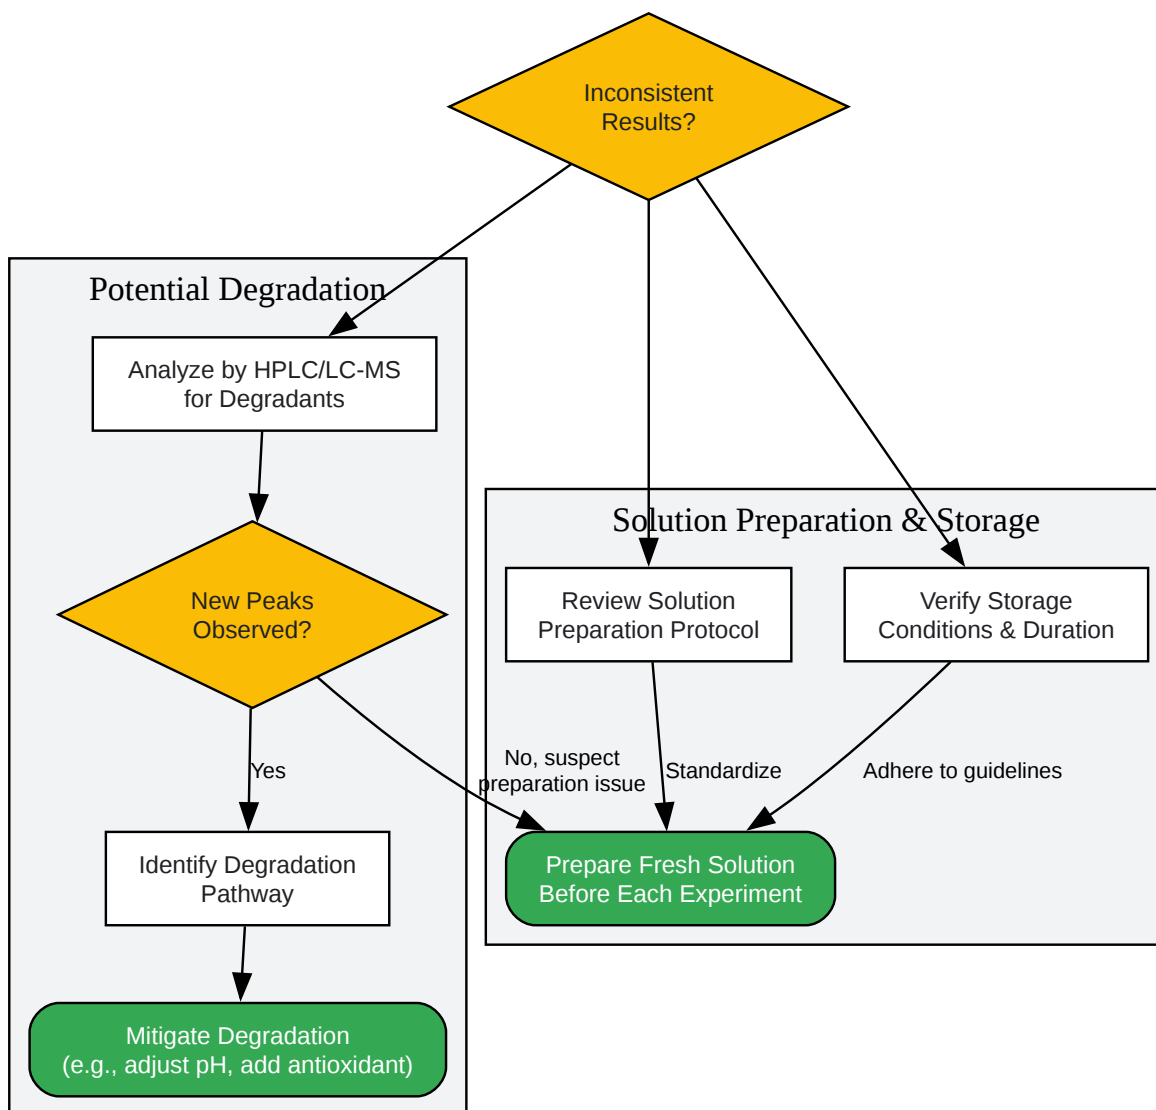 Inconsistent
Results?
Potential Degradation
Analyze by HPLC/LC-MS
for Degradants
New Peaks
Observed?
Yes
No, suspect
preparation issue
Identify Degradation
Pathway
Mitigate Degradation
(e.g., adjust pH, add antioxidant)
Solution Preparation & Storage
Review Solution
Preparation Protocol
Verify Storage
Conditions & Duration
Standardize
Adhere to guidelines
Prepare Fresh Solution
Before Each Experiment